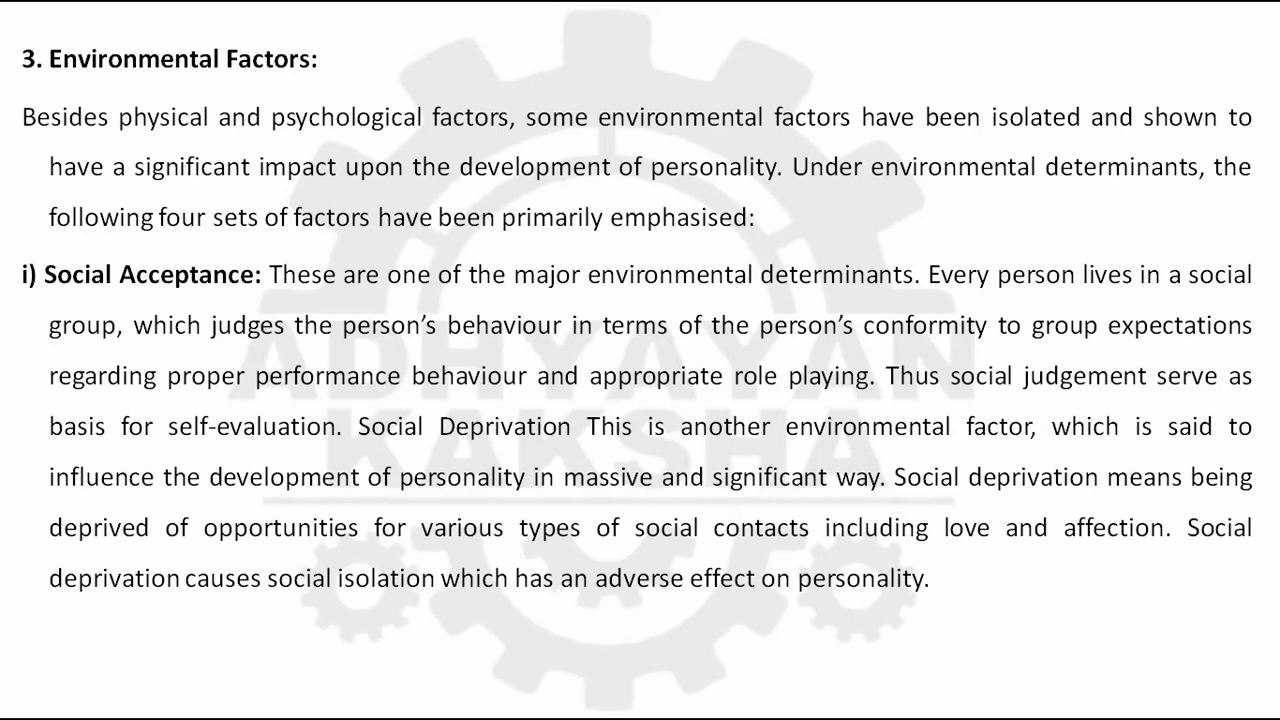 3. Environmental Factors:
Besides physical and psychological factors, some environmental factors have been isolated and shown to
have a significant impact upon the development of personality. Under environmental determinants, the
following four sets of factors have been primarily emphasised:
i) Social Acceptance: These are one of the major environmental determinants. Every person lives in a social
group, which judges the person’s behaviour in terms of the person’s conformity to group expectations
regarding proper performance behaviour and appropriate role playing. Thus social judgement serve as
basis for self-evaluation. Social Deprivation This is another environmental factor, which is said to
influence the development of personality in massive and significant way. Social deprivation means being
deprived of opportunities for various types of social contacts including love and affection. Social
deprivation causes social isolation which has an adverse effect on personality.
ADHYAYAN
KAKSHA